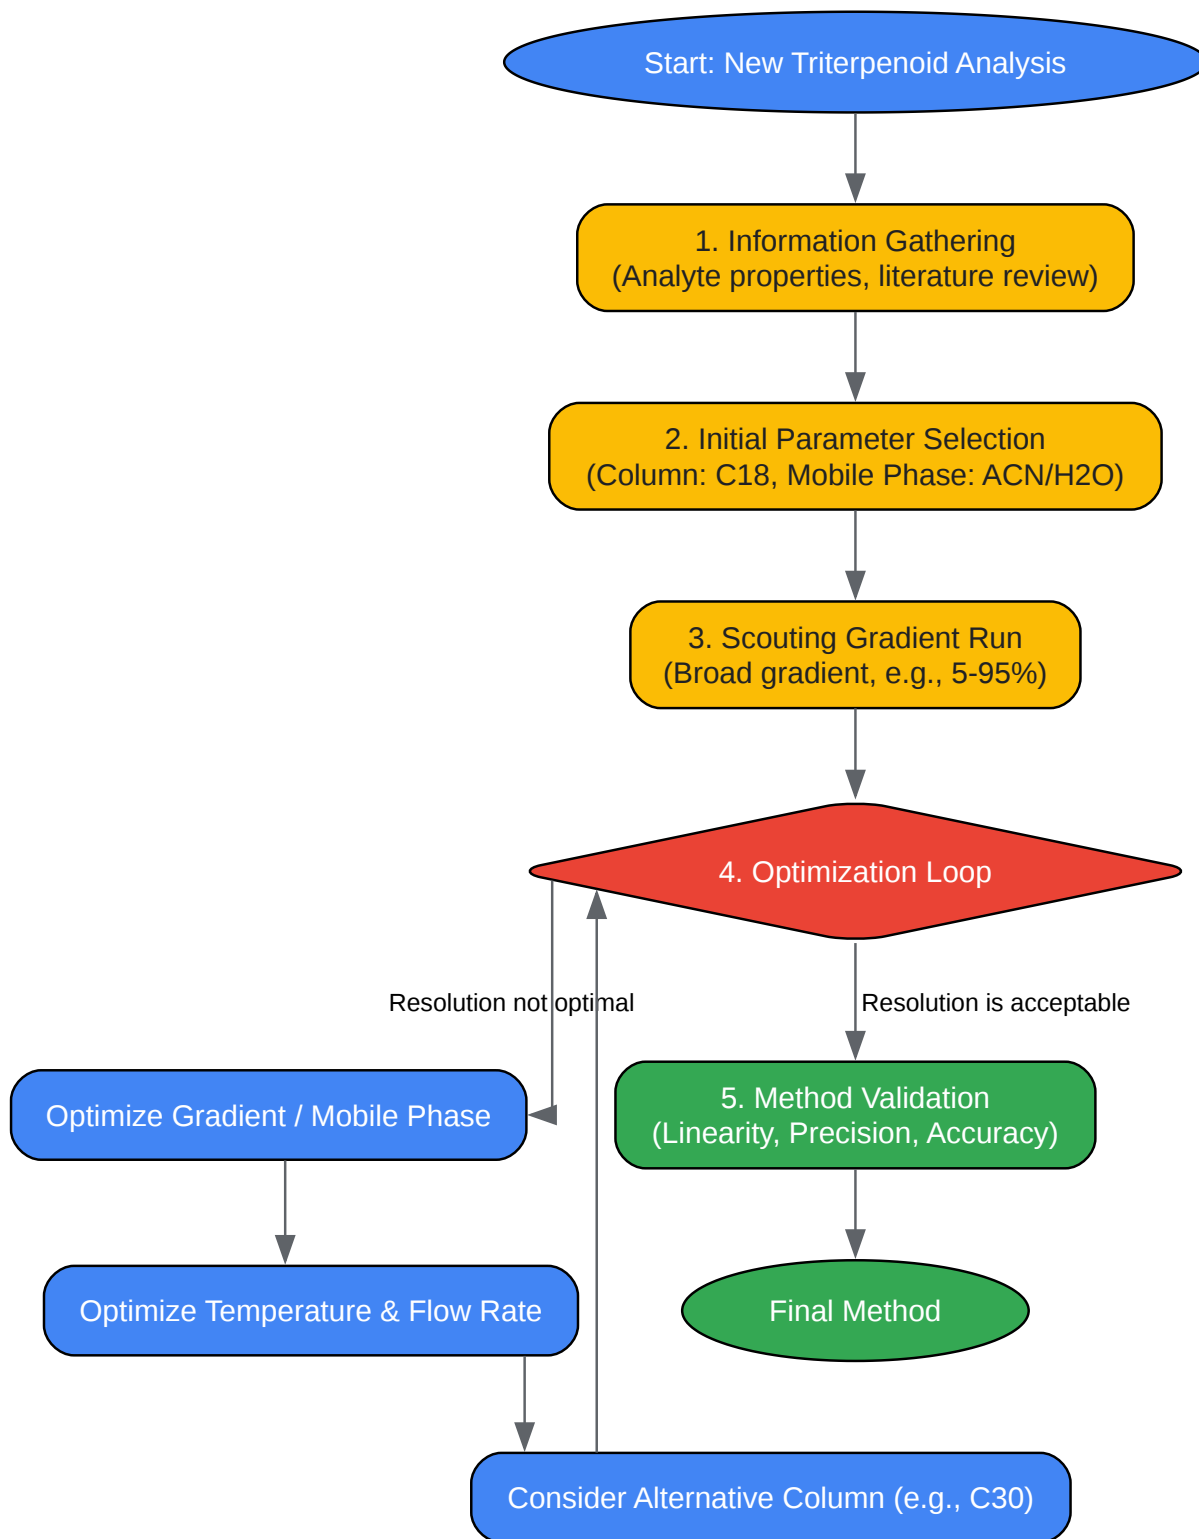 Start: New Triterpenoid Analysis
1. Information Gathering
(Analyte properties, literature review)
2. Initial Parameter Selection
(Column: C18, Mobile Phase: ACN/H2O)
3. Scouting Gradient Run
(Broad gradient, e.g., 5-95%)
4. Optimization Loop
Resolution not optimal
Resolution is acceptable
Optimize Gradient / Mobile Phase
5. Method Validation
(Linearity, Precision, Accuracy)
Optimize Temperature & Flow Rate
Final Method
Consider Alternative Column (e.g., C30)